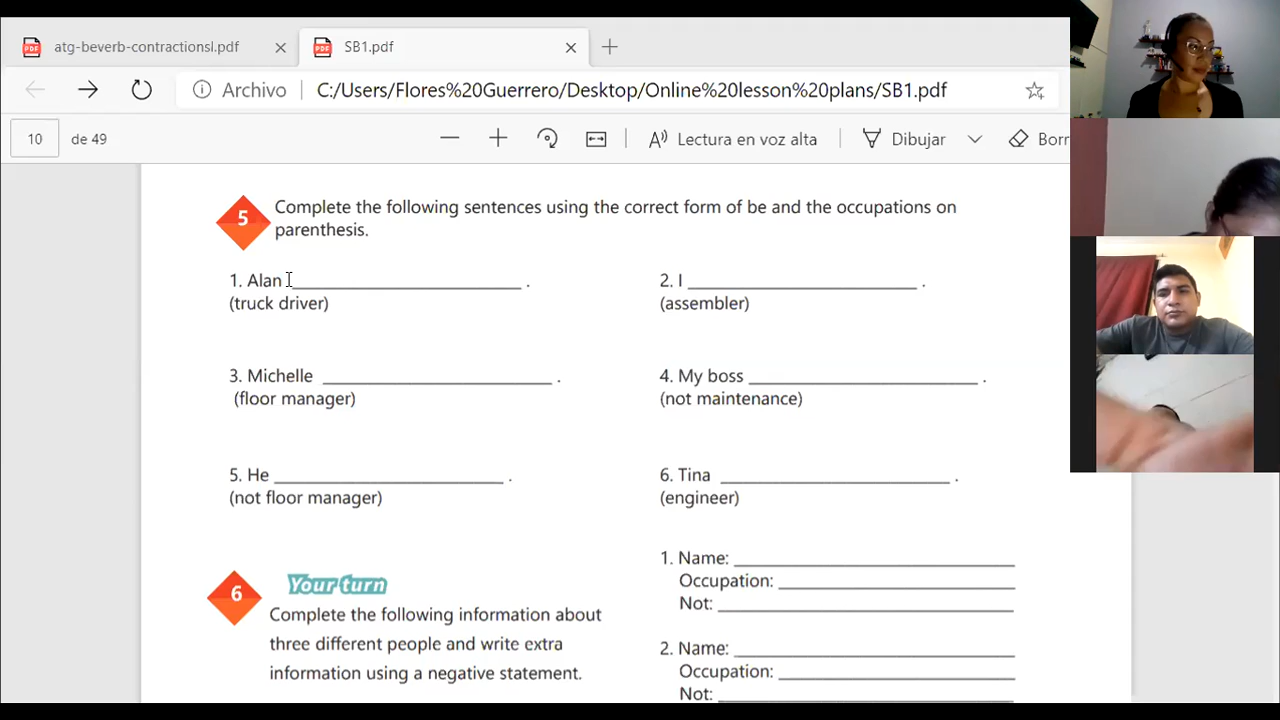 atg-beverb-contractionsl.pdf
SB1.pdf
Archivo
C:/Users/Flores%20Guerrero/Desktop/Online%20lesson%20plans/SB1.pdf
10
de 49
Lectura en voz alta
Dibujar
Borr
5
Complete the following sentences using the correct form of be and the occupations on
parenthesis.
1. Alan ________________________ .
(truck driver)
2. I ________________________ .
(assembler)
3. Michelle ________________________ .
(floor manager)
4. My boss ________________________ .
(not maintenance)
5. He ________________________ .
(not floor manager)
6. Tina ________________________ .
(engineer)
6
Your turn
Complete the following information about
three different people and write extra
information using a negative statement.
1. Name: ____________________________
Occupation: ________________________
Not: ______________________________
2. Name: ____________________________
Occupation: ________________________
Not: ______________________________